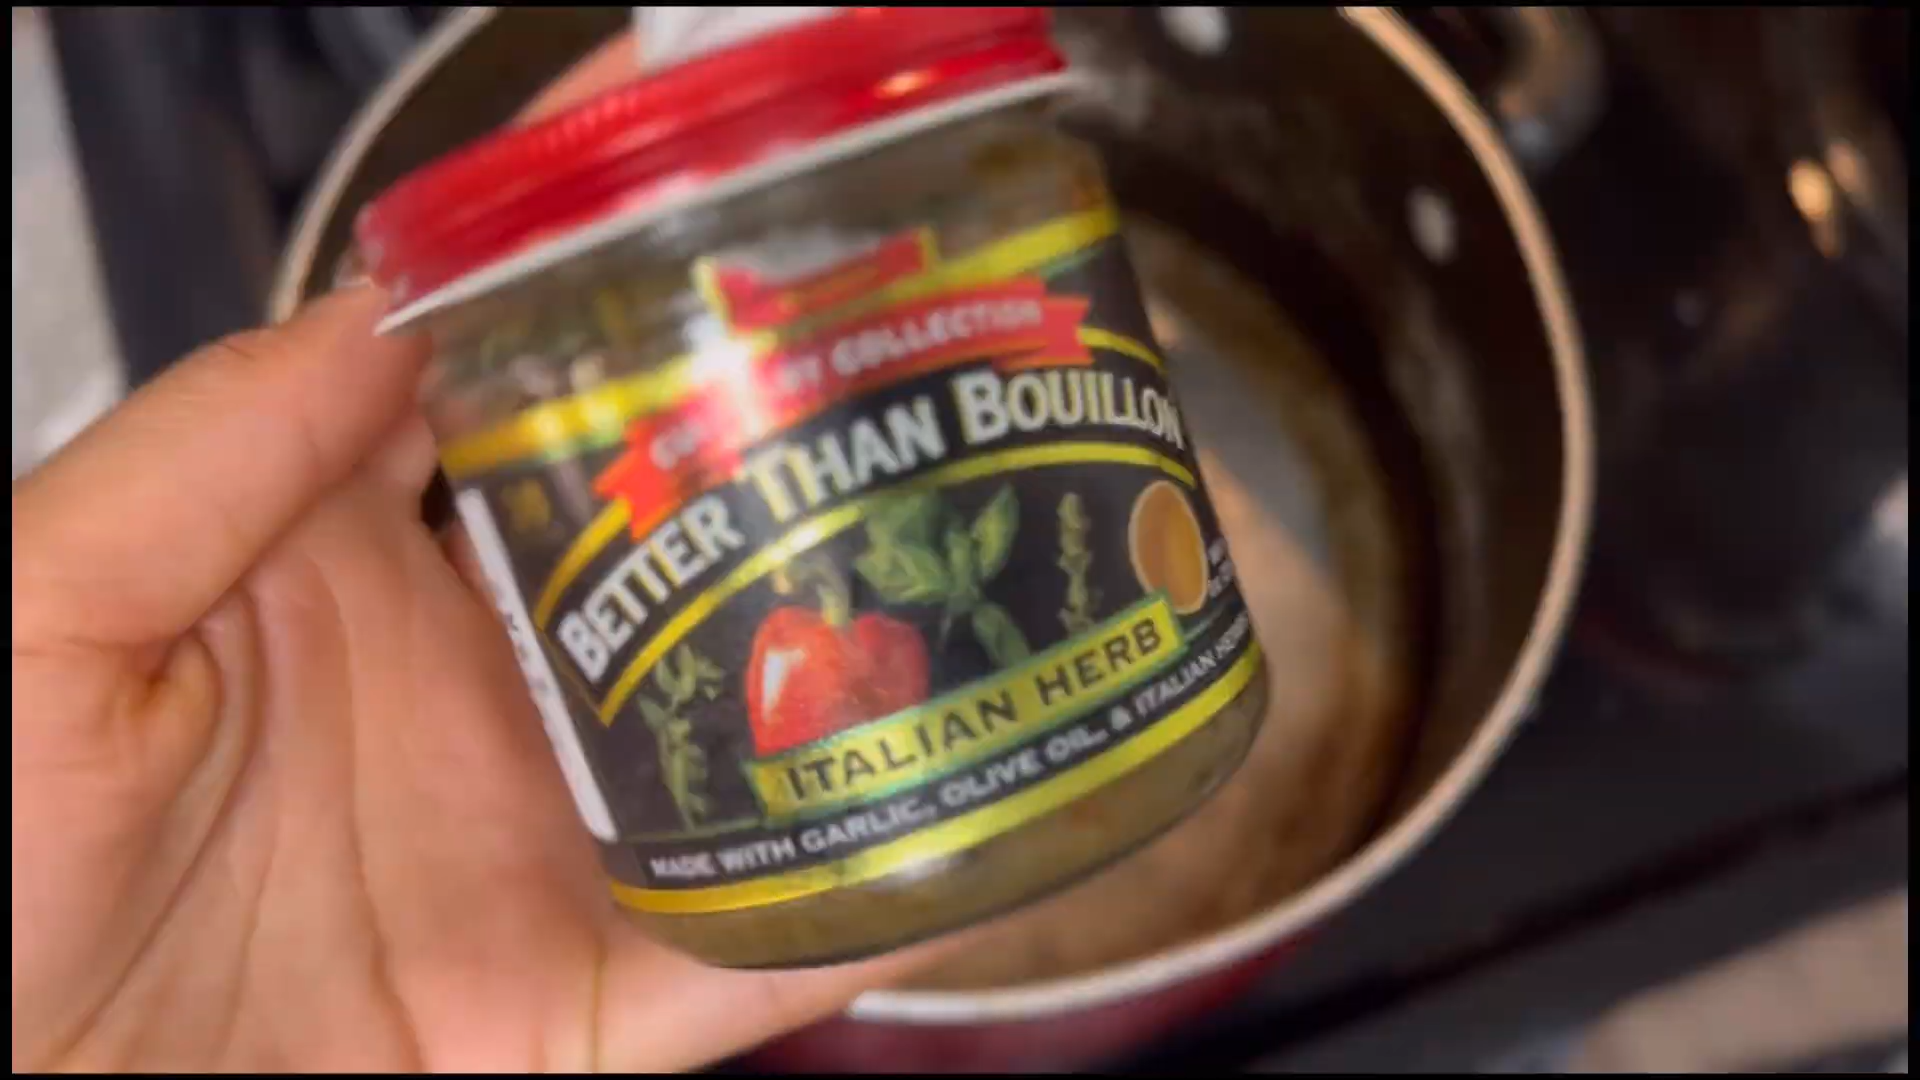 COLLECTION
BETTER THAN BOUILLON
ITALIAN HERB
MADE WITH GARLIC, OLIVE OIL, & ITALIAN